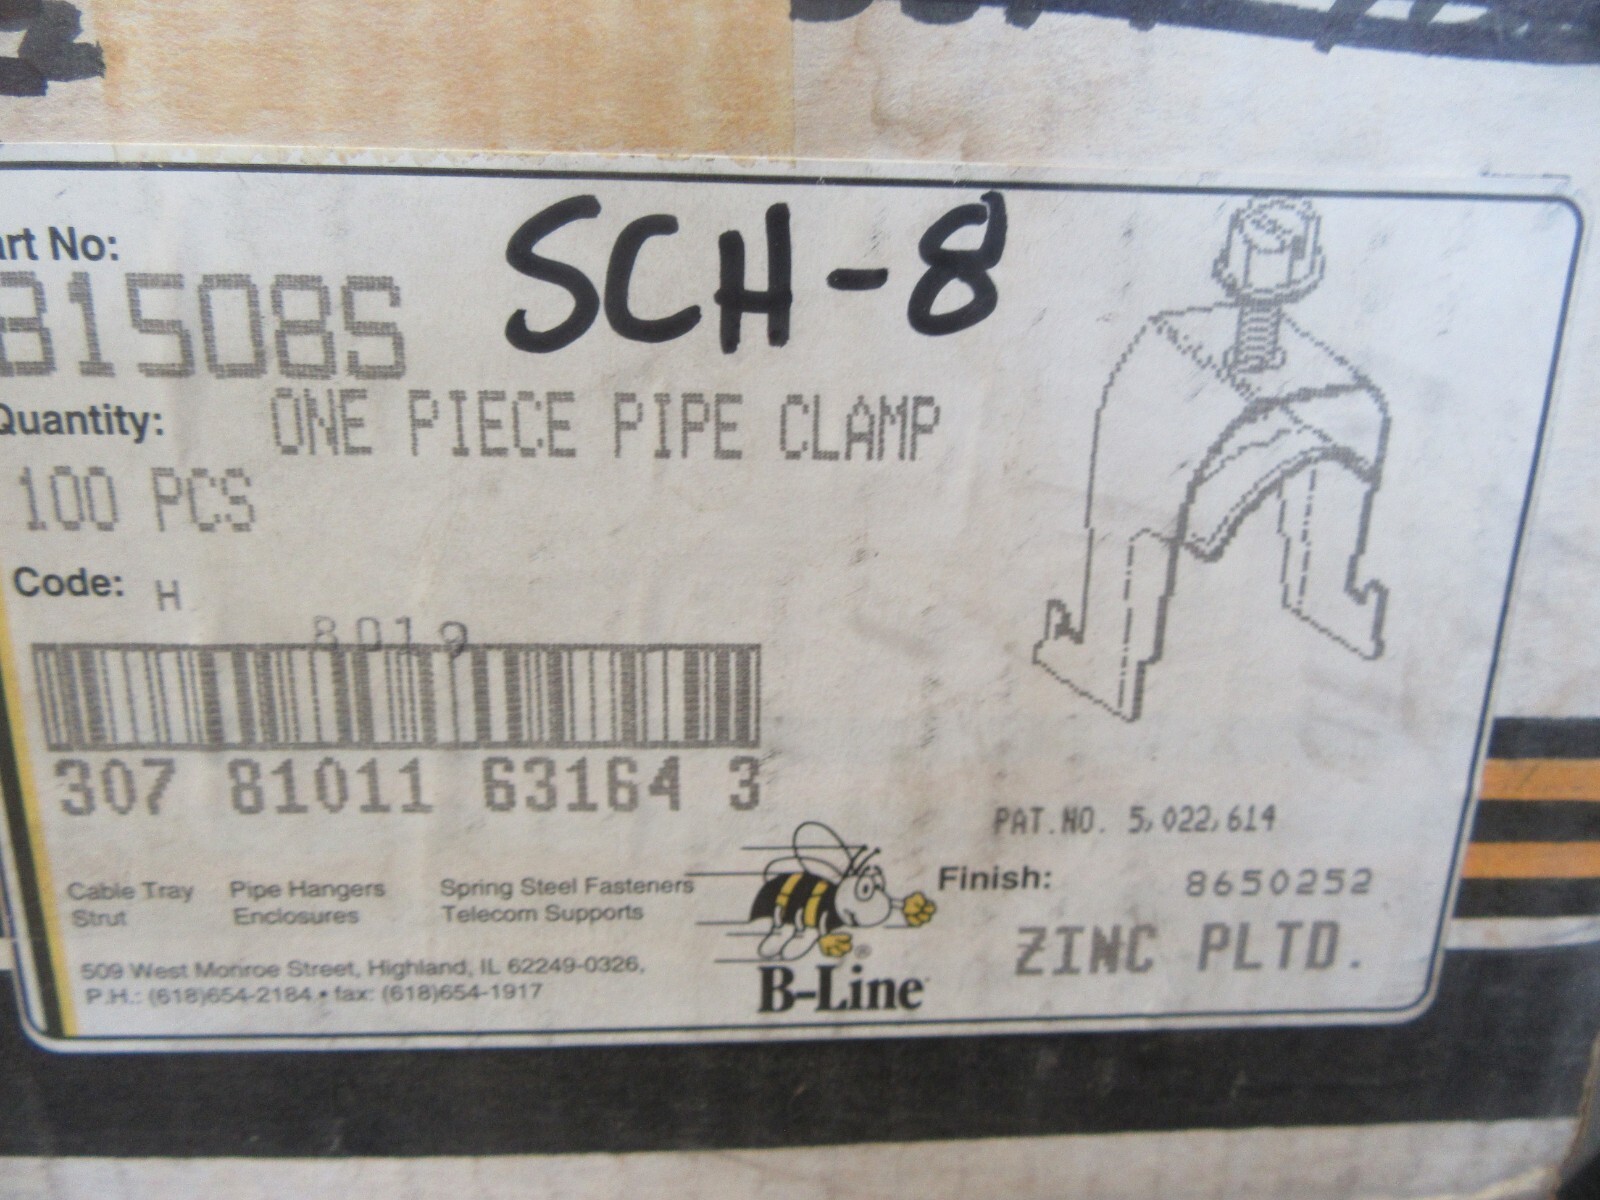 SCH-8
art No:
B1508S
Quantity:
ONE PIECE PIPE CLAMP
100 PCS
Code: H
8019
307 81011 63164 3
PAT.NO. 5,022,614
Cable Tray Pipe Hangers Spring Steel Fasteners
Strut Enclosures Telecom Supports
Finish: 8650252
ZINC PLTD.
509 West Monroe Street, Highland, IL 62249-0326,
P.H.: (618)654-2184 • fax: (618)654-1917
B-Line